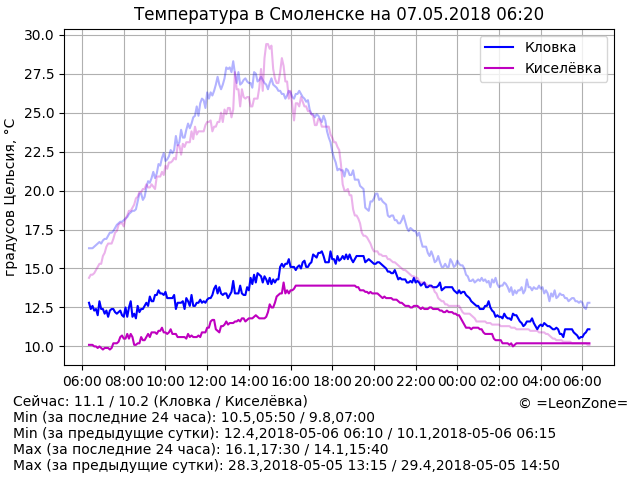 Температура в Смоленске на 07.05.2018 06:20
30.0
27.5
25.0
22.5
20.0
17.5
15.0
12.5
10.0
градусов Цельсия, °C
Кловка
Киселёвка
06:00 08:00 10:00 12:00 14:00 16:00 18:00 20:00 22:00 00:00 02:00 04:00 06:00
Сейчас: 11.1 / 10.2 (Кловка / Киселёвка)
© =LeonZone=
Min (за последние 24 часа): 10.5,05:50 / 9.8,07:00
Min (за предыдущие сутки): 12.4,2018-05-06 06:10 / 10.1,2018-05-06 06:15
Max (за последние 24 часа): 16.1,17:30 / 14.1,15:40
Max (за предыдущие сутки): 28.3,2018-05-05 13:15 / 29.4,2018-05-05 14:50